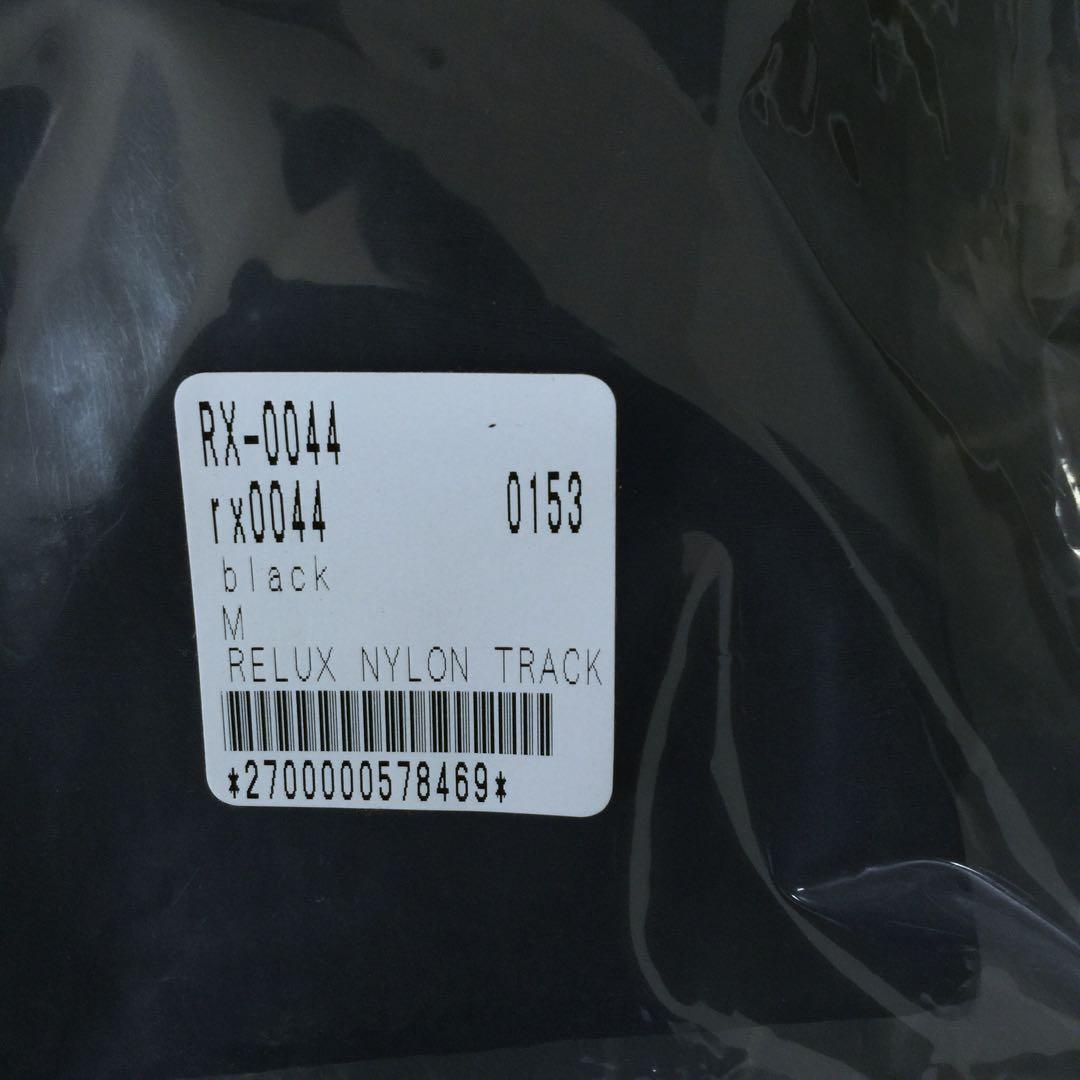 RX-0044
rx0044 0153
black
M
RELUX NYLON TRACK
*2700000578469*